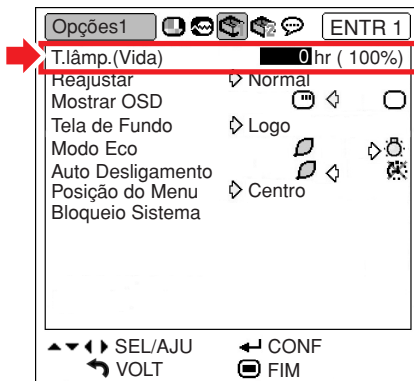 Opções1 ENTR 1
T.lâmp.(Vida) 0 hr ( 100%)
Reajustar Normal
Mostrar OSD
Tela de Fundo Logo
Modo Eco
Auto Desligamento
Posição do Menu Centro
Bloqueio Sistema
SEL/AJU CONF
VOLT FIM